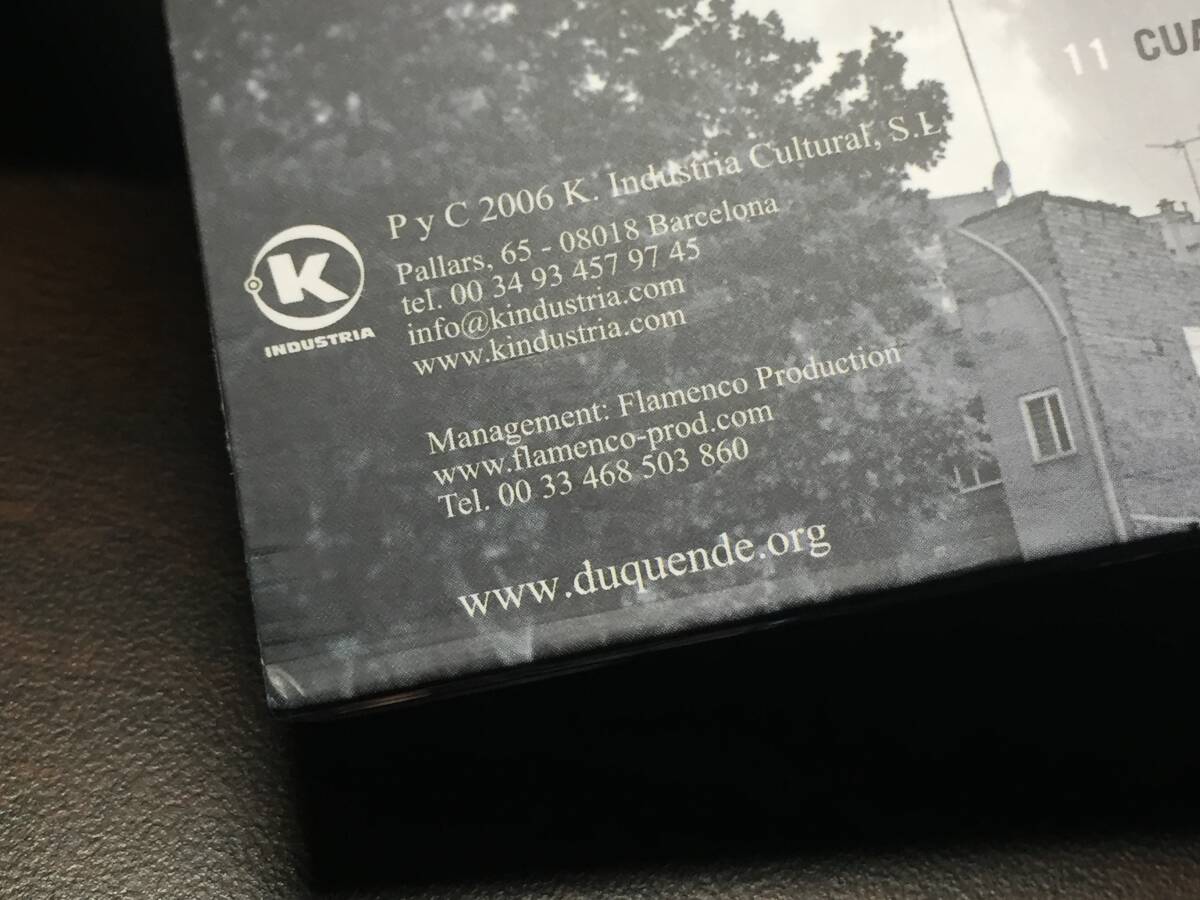 11
P y C 2006 K. Industria Cultural, S.L
Pallars, 65 - 08018 Barcelona
tel. 00 34 93 457 97 45
info@kindustria.com
www.kindustria.com
K
INDUSTRIA
Management: Flamenco Production
www.flamenco-prod.com
Tel. 00 33 468 503 860
www.duquende.org